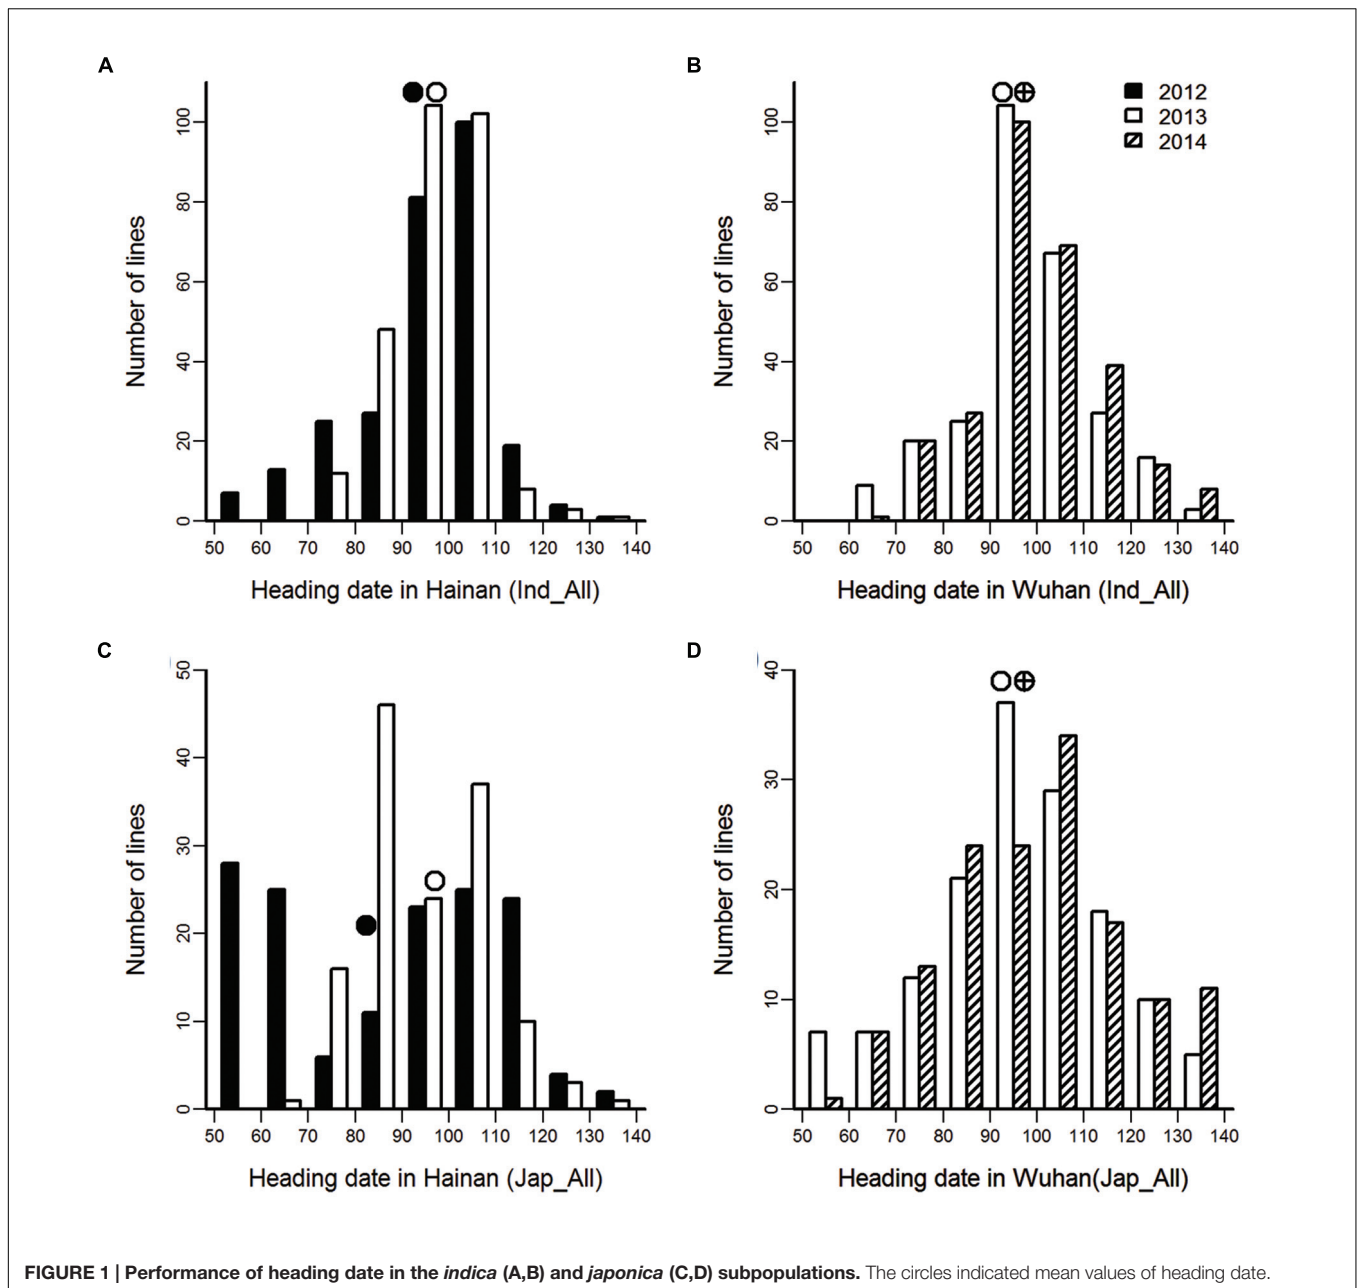 A
B
2012
2013
2014
Number of lines
0 20 40 60 80 100
50 60 70 80 90 100 110 120 130 140
Heading date in Hainan (Ind_All)
Number of lines
0 20 40 60 80 100
50 60 70 80 90 100 110 120 130 140
Heading date in Wuhan (Ind_All)
C
Number of lines
0 10 20 30 40 50
50 60 70 80 90 100 110 120 130 140
Heading date in Hainan (Jap_All)
D
Number of lines
0 10 20 30 40
50 60 70 80 90 100 110 120 130 140
Heading date in Wuhan(Jap_All)
FIGURE 1 | Performance of heading date in the indica (A,B) and japonica (C,D) subpopulations. The circles indicated mean values of heading date.